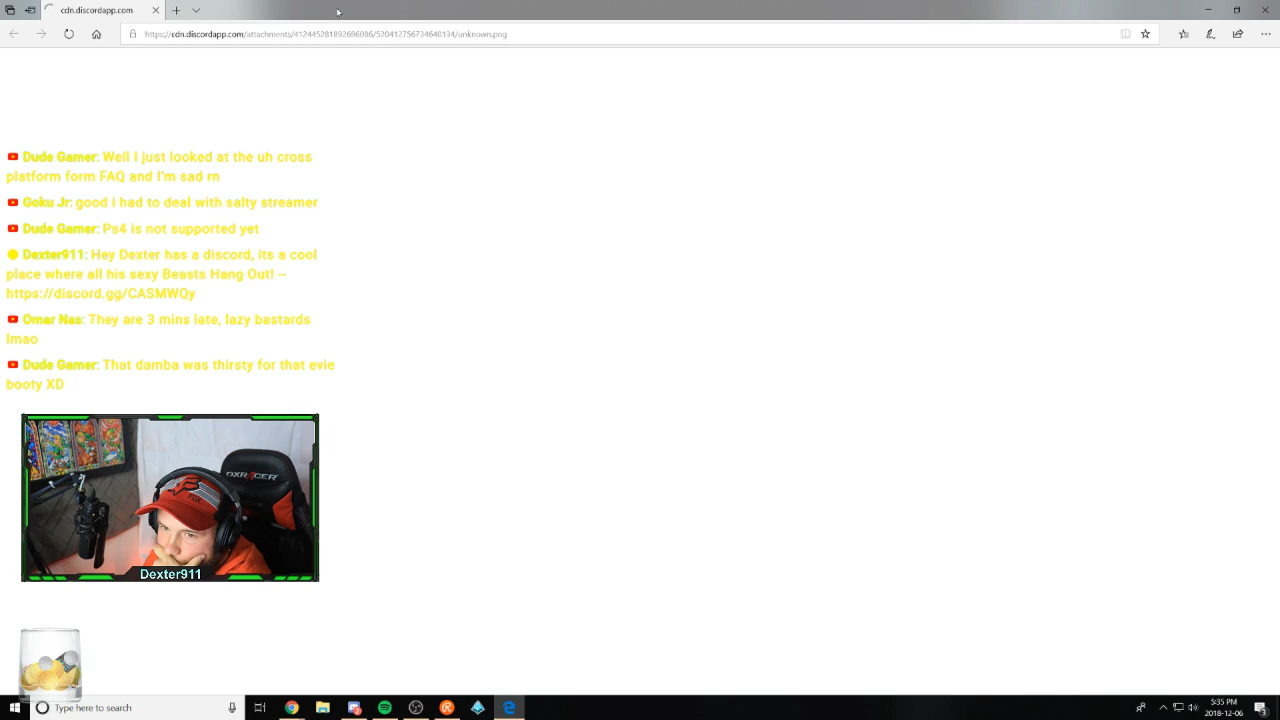 cdn.discordapp.com
https://cdn.discordapp.com/attachments/412445281892696086/520412756734640134/unknown.png
Dude Gamer: Well I just looked at the uh cross
platform form FAQ and I'm sad rn
Goku Jr: good i had to deal with salty streamer
Dude Gamer: Ps4 is not supported yet
Dexter911: Hey Dexter has a discord, its a cool
place where all his sexy Beasts Hang Out! --
https://discord.gg/CASMWQy
Omar Nas: They are 3 mins late, lazy bastards
lmao
Dude Gamer: That damba was thirsty for that evie
booty XD
DXRACER
FOX
Dexter911
Type here to search
5:35 PM
2018-12-06
3